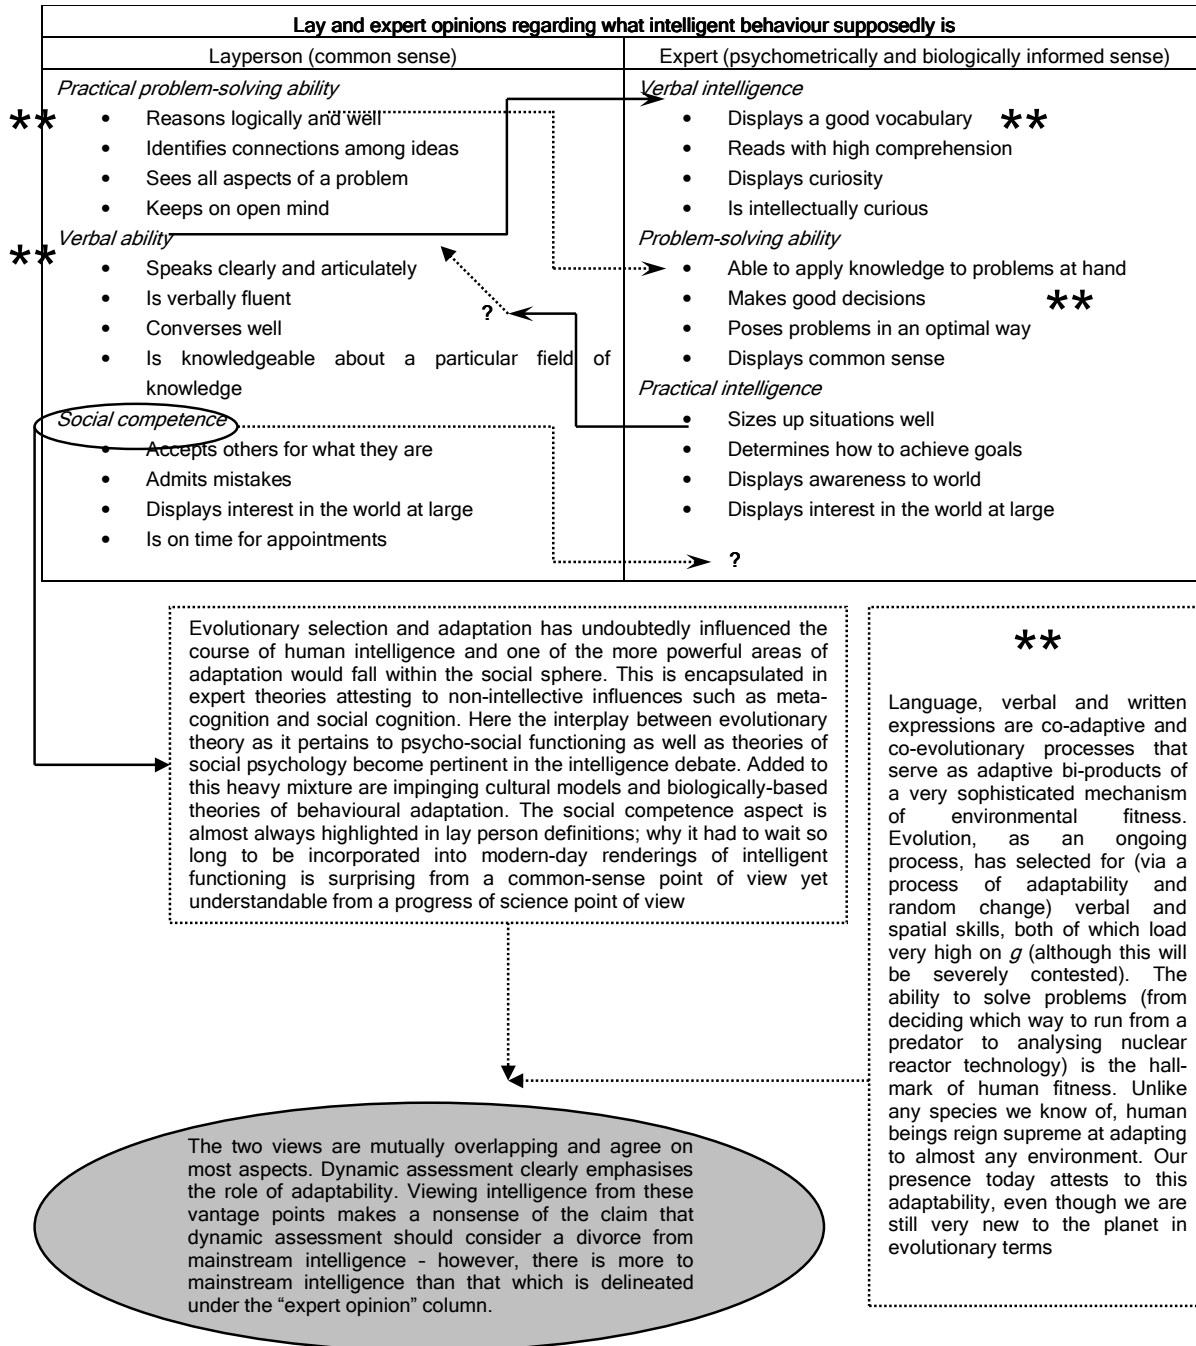 Lay and expert opinions regarding what intelligent behaviour supposedly is
Layperson (common sense)
Practical problem-solving ability
**
• Reasons logically and well
• Identifies connections among ideas
• Sees all aspects of a problem
• Keeps on open mind
Verbal ability
**
• Speaks clearly and articulately
• Is verbally fluent
• Converses well
?
• Is knowledgeable about a particular field of
knowledge
Social competence
• Accepts others for what they are
• Admits mistakes
• Displays interest in the world at large
• Is on time for appointments
Expert (psychometrically and biologically informed sense)
Verbal intelligence
• Displays a good vocabulary **
• Reads with high comprehension
• Displays curiosity
• Is intellectually curious
Problem-solving ability
• Able to apply knowledge to problems at hand
• Makes good decisions **
• Poses problems in an optimal way
• Displays common sense
Practical intelligence
• Sizes up situations well
• Determines how to achieve goals
• Displays awareness to world
• Displays interest in the world at large
?
Evolutionary selection and adaptation has undoubtedly influenced the
course of human intelligence and one of the more powerful areas of
adaptation would fall within the social sphere. This is encapsulated in
expert theories attesting to non-intellective influences such as meta-
cognition and social cognition. Here the interplay between evolutionary
theory as it pertains to psycho-social functioning as well as theories of
social psychology become pertinent in the intelligence debate. Added to
this heavy mixture are impinging cultural models and biologically-based
theories of behavioural adaptation. The social competence aspect is
almost always highlighted in lay person definitions; why it had to wait so
long to be incorporated into modern-day renderings of intelligent
functioning is surprising from a common-sense point of view yet
understandable from a progress of science point of view
**
Language, verbal and written
expressions are co-adaptive and
co-evolutionary processes that
serve as adaptive bi-products of
a very sophisticated mechanism
of environmental fitness.
Evolution, as an ongoing
process, has selected for (via a
process of adaptability and
random change) verbal and
spatial skills, both of which load
very high on g (although this will
be severely contested). The
ability to solve problems (from
deciding which way to run from a
predator to analysing nuclear
reactor technology) is the hall-
mark of human fitness. Unlike
any species we know of, human
beings reign supreme at adapting
to almost any environment. Our
presence today attests to this
adaptability, even though we are
still very new to the planet in
evolutionary terms
The two views are mutually overlapping and agree on
most aspects. Dynamic assessment clearly emphasises
the role of adaptability. Viewing intelligence from these
vantage points makes a nonsense of the claim that
dynamic assessment should consider a divorce from
mainstream intelligence – however, there is more to
mainstream intelligence than that which is delineated
under the “expert opinion” column.